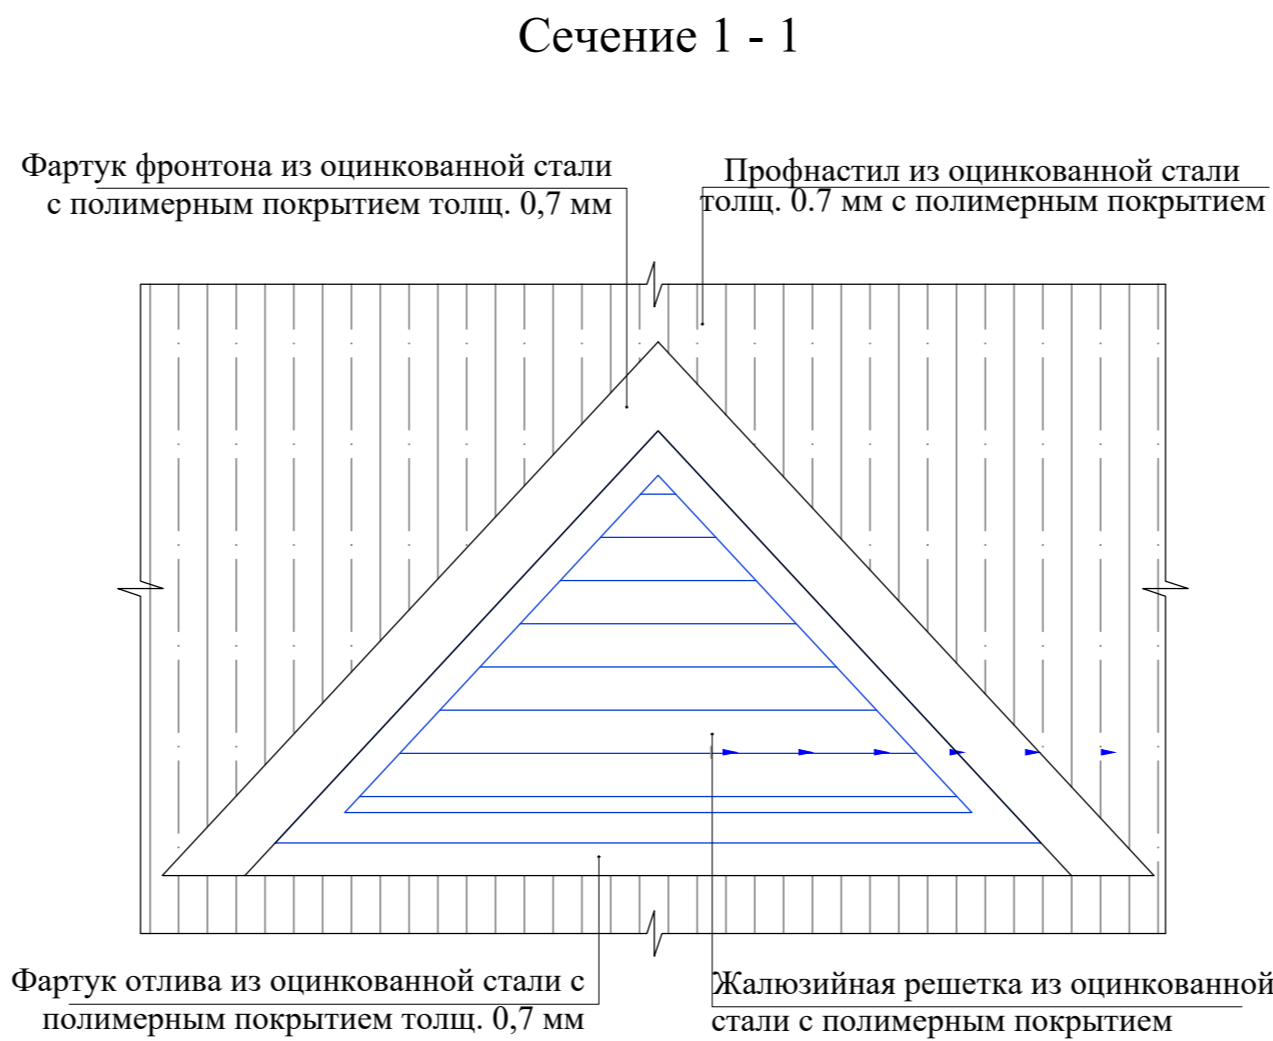 Сечение 1 - 1
Фартук фронтона из оцинкованной стали
с полимерным покрытием толщ. 0,7 мм
Профнастил из оцинкованной стали
толщ. 0.7 мм с полимерным покрытием
Фартук отлива из оцинкованной стали с
полимерным покрытием толщ. 0,7 мм
Жалюзийная решетка из оцинкованной
стали с полимерным покрытием